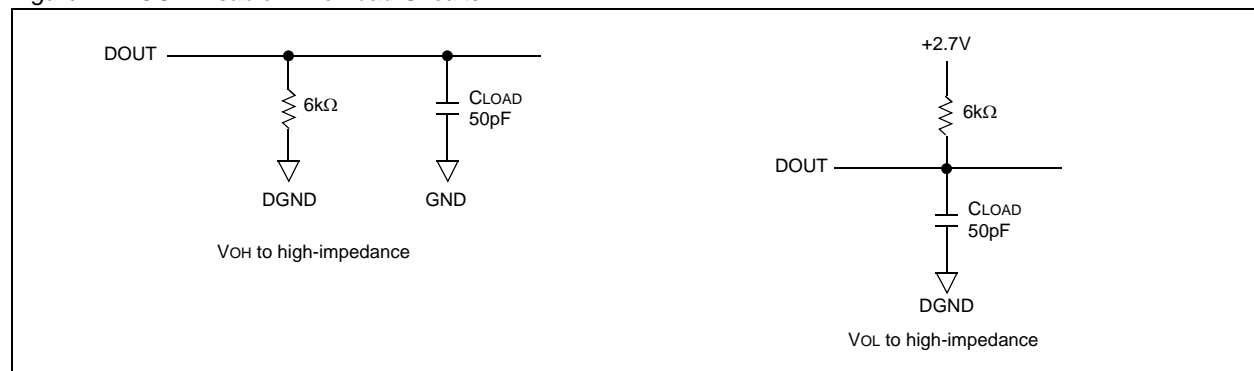 DOUT
6kΩ
CLOAD
50pF
DGND
GND
VOH to high-impedance
+2.7V
6kΩ
DOUT
CLOAD
50pF
DGND
VOL to high-impedance